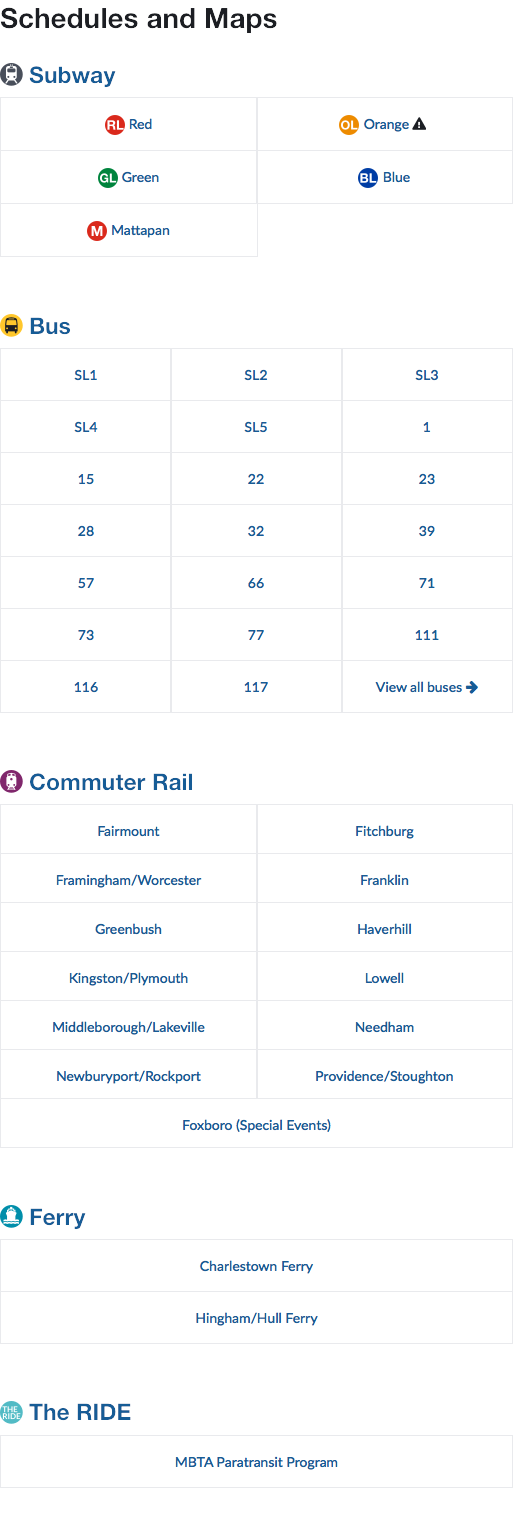 Schedules and Maps
Subway
RL Red OL Orange
GL Green BL Blue
M Mattapan
Bus
SL1 SL2 SL3
SL4 SL5 1
15 22 23
28 32 39
57 66 71
73 77 111
116 117 View all buses
Commuter Rail
Fairmount Fitchburg
Framingham/Worcester Franklin
Greenbush Haverhill
Kingston/Plymouth Lowell
Middleborough/Lakeville Needham
Newburyport/Rockport Providence/Stoughton
Foxboro (Special Events)
Ferry
Charlestown Ferry
Hingham/Hull Ferry
THE RIDE The RIDE
MBTA Paratransit Program